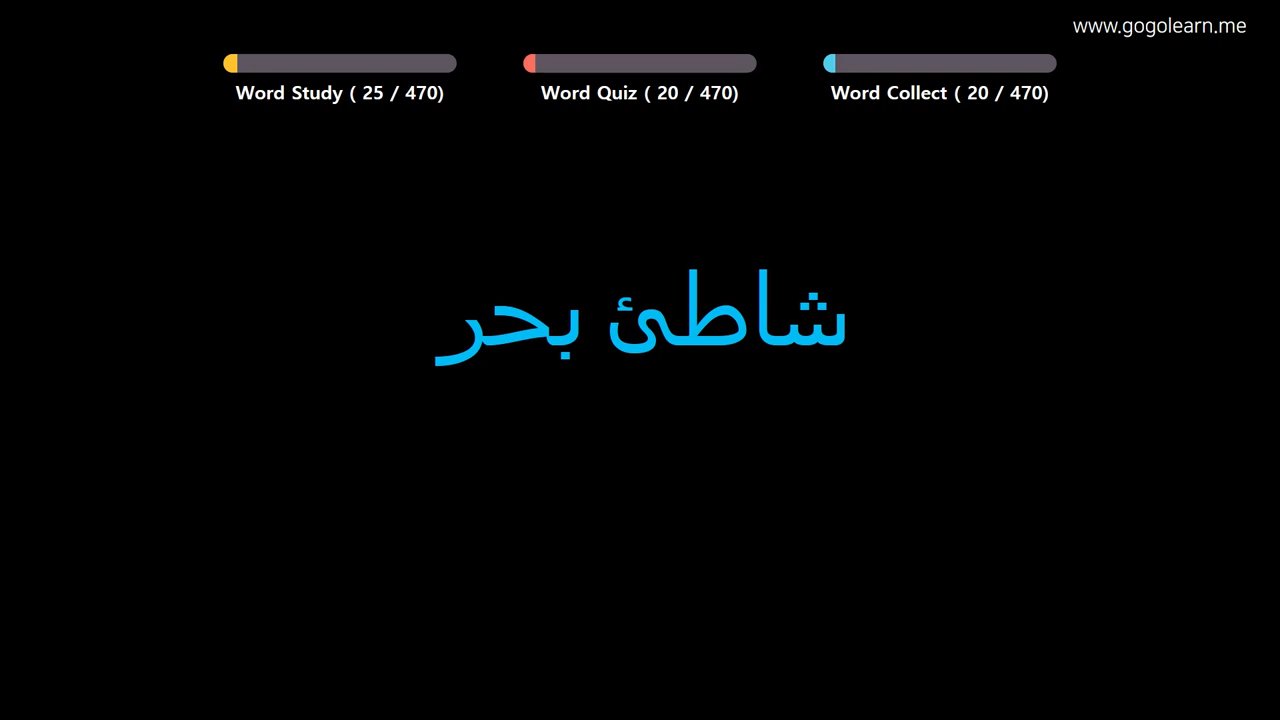 www.gogolearn.me
Word Study ( 25 / 470)
Word Quiz ( 20 / 470)
Word Collect ( 20 / 470)
شاطئ بحر